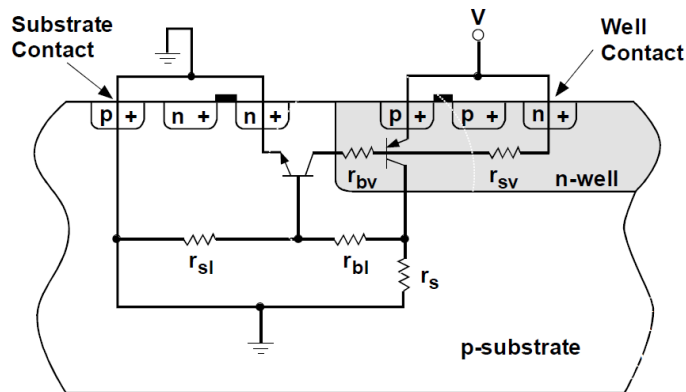 Substrate
Contact
V
Well
Contact
p + n + n + p + p + n +
r_bv
r_sv
n-well
r_sl
r_bl
r_s
p-substrate